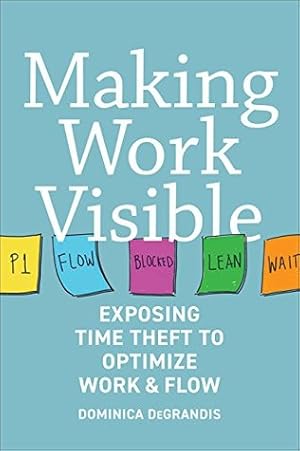 Making
Work
Visible
P1 FLOW BLOCKED LEAN WAIT
EXPOSING
TIME THEFT TO
OPTIMIZE
WORK & FLOW
DOMINICA DEGRANDIS